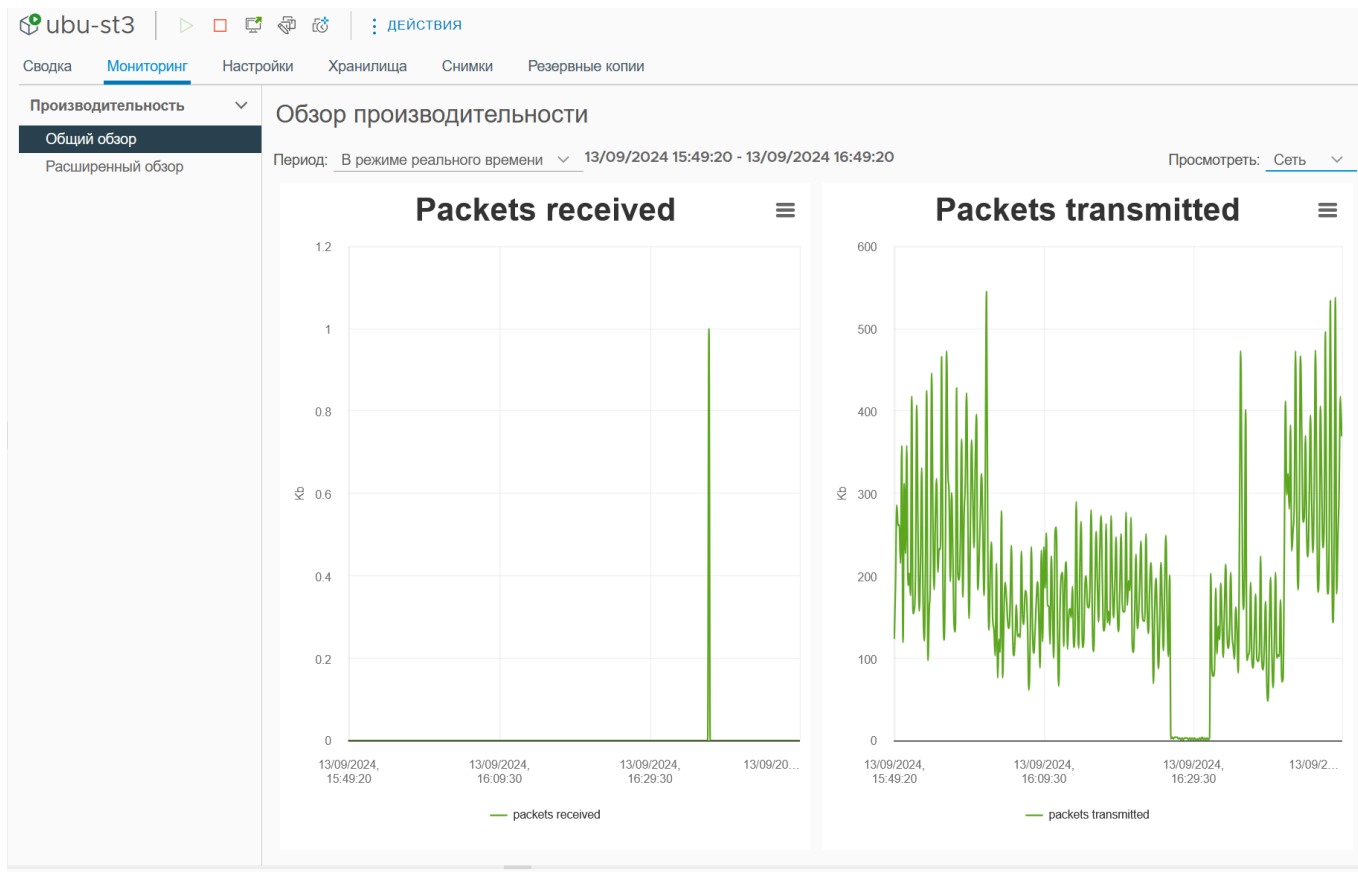 ubu-st3
ДЕЙСТВИЯ
Сводка Мониторинг Настройки Хранилища Снимки Резервные копии
Производительность
Общий обзор
Расширенный обзор
Обзор производительности
Период: В режиме реального времени 13/09/2024 15:49:20 - 13/09/2024 16:49:20 Просмотреть: Сеть
Packets received
1.2
1
0.8
0.6
0.4
0.2
0
Kb
13/09/2024, 13/09/2024, 13/09/2024, 13/09/20...
15:49:20 16:09:30 16:29:30
packets received
Packets transmitted
600
500
400
300
200
100
0
Kb
13/09/2024, 13/09/2024, 13/09/2024, 13/09/2...
15:49:20 16:09:30 16:29:30
packets transmitted